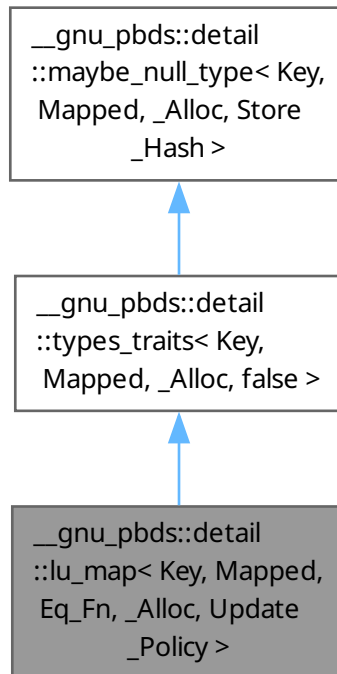 __gnu_pbds::detail
::maybe_null_type< Key,
Mapped, _Alloc, Store
_Hash >
__gnu_pbds::detail
::types_traits< Key,
Mapped, _Alloc, false >
__gnu_pbds::detail
::lu_map< Key, Mapped,
Eq_Fn, _Alloc, Update
_Policy >